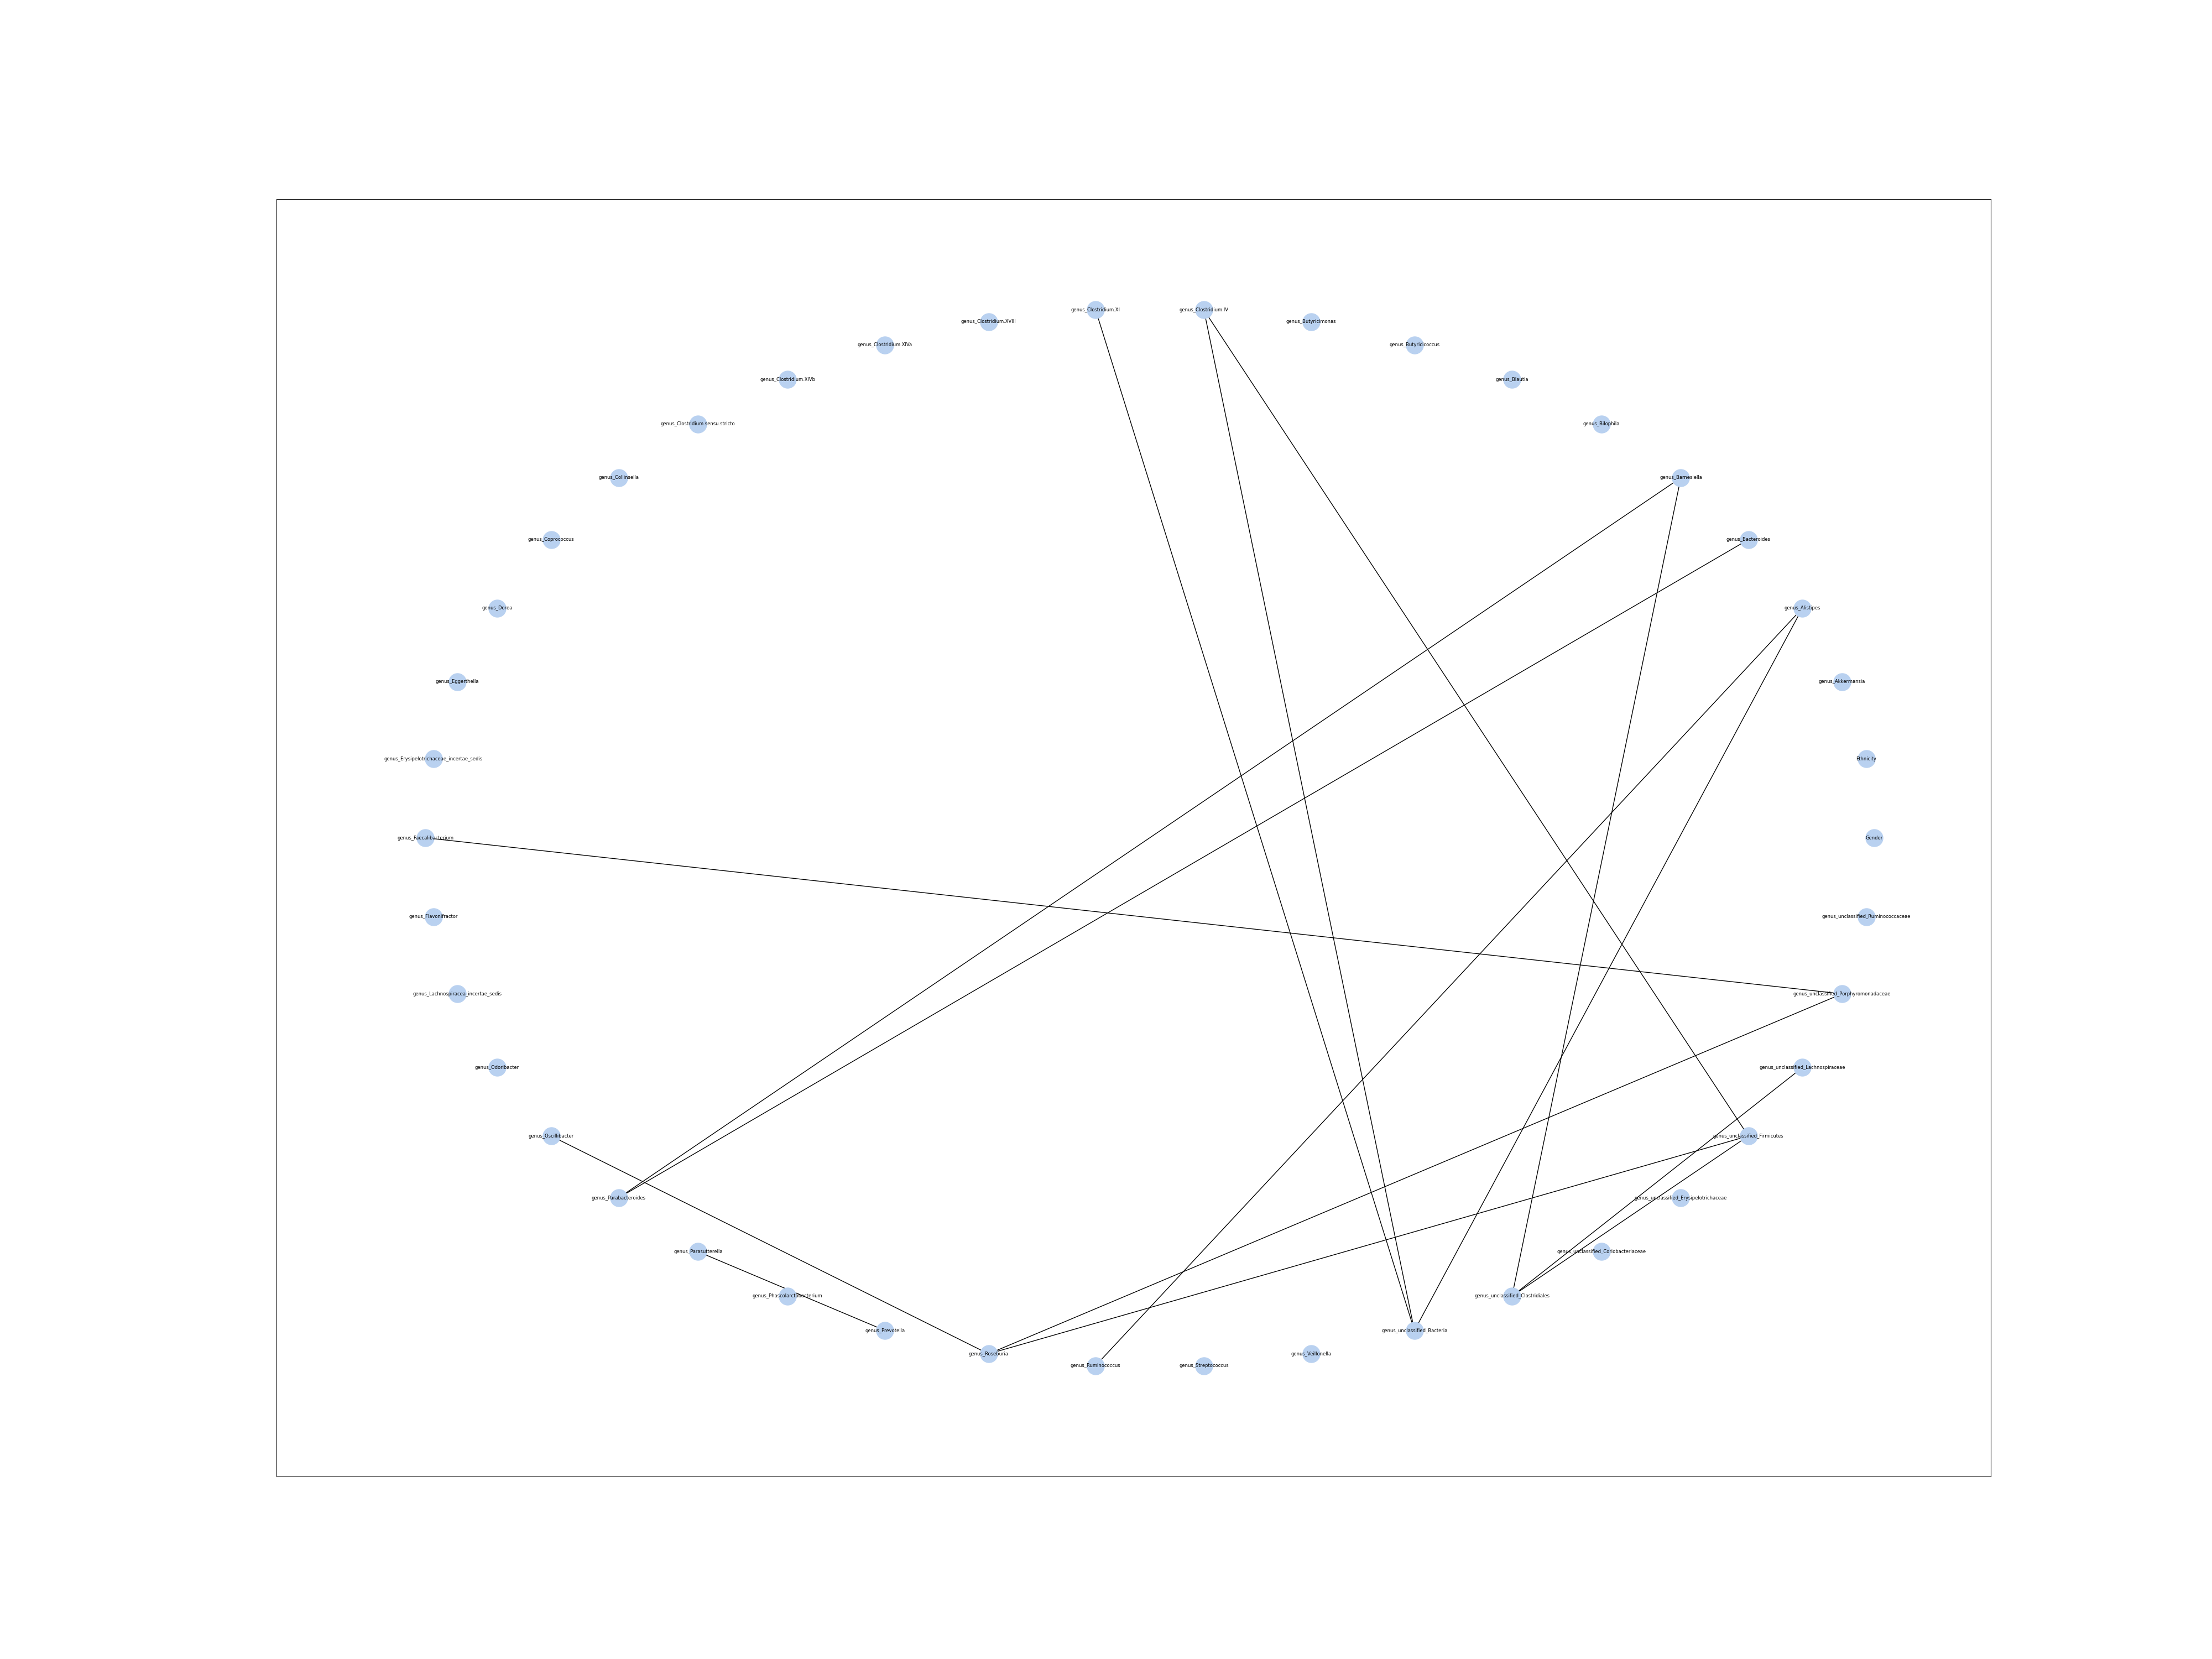 genus_Clostridium.XI
genus_Clostridium.IV
genus_Clostridium.XVIII
genus_Butyricimonas
genus_Clostridium.XIVa
genus_Butyricicoccus
genus_Clostridium.XIVb
genus_Blautia
genus_Clostridium.sensu.stricto
genus_Bilophila
genus_Collinsella
genus_Barnesiella
genus_Coprococcus
genus_Bacteroides
genus_Dorea
genus_Alistipes
genus_Eggerthella
genus_Akkermansia
genus_Erysipelotrichaceae_incertae_sedis
Ethnicity
genus_Faecalibacterium
Gender
genus_Flavonifractor
genus_unclassified_Ruminococcaceae
genus_Lachnospiracea_incertae_sedis
genus_unclassified_Porphyromonadaceae
genus_Odoribacter
genus_unclassified_Lachnospiraceae
genus_Oscillibacter
genus_unclassified_Firmicutes
genus_Parabacteroides
genus_unclassified_Erysipelotrichaceae
genus_Parasutterella
genus_unclassified_Coriobacteriaceae
genus_Phascolarctobacterium
genus_unclassified_Clostridiales
genus_Prevotella
genus_unclassified_Bacteria
genus_Roseburia
genus_Veillonella
genus_Ruminococcus
genus_Streptococcus